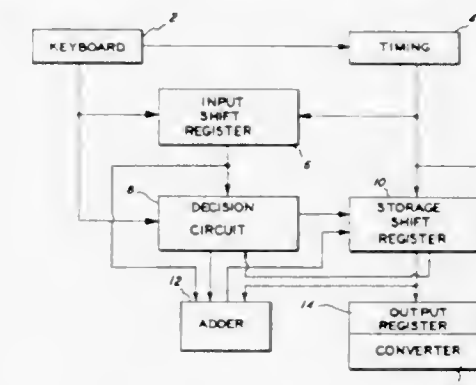 2
4
KEYBOARD
TIMING
INPUT
SHIFT
REGISTER
6
8
DECISION
CIRCUIT
10
STORAGE
SHIFT
REGISTER
12
ADDER
14
OUTPUT
REGISTER
CONVERTER